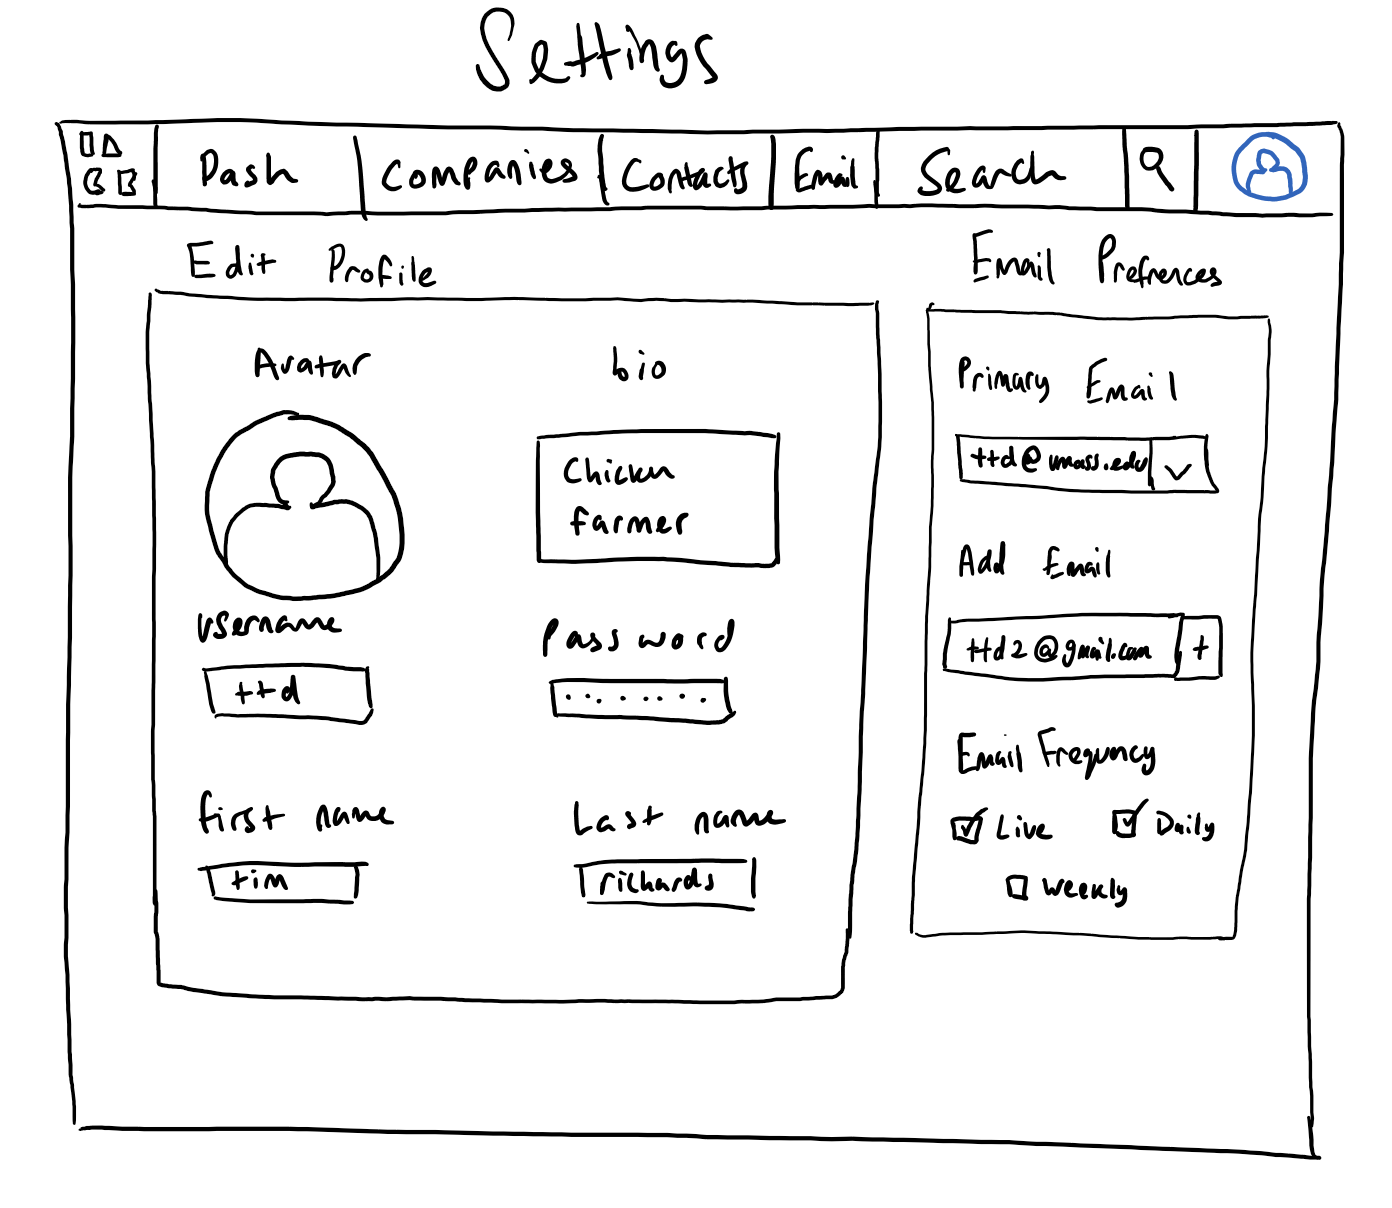 Settings
Dash Companies Contacts Email Search
Edit Profile
Avatar bio
Chicken
farmer
username Password
ttd .......
first name Last name
tim richards
Email Prefrences
Primary Email
ttd@umass.edu
Add Email
ttd2@gmail.com +
Email Frequency
Live Daily
weekly